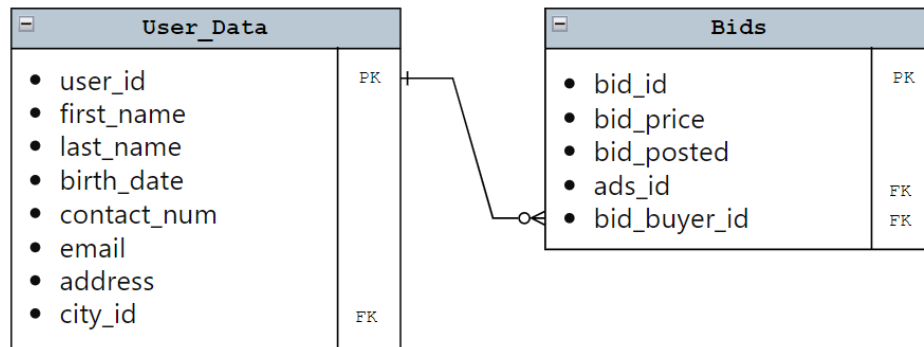 User_Data
user_id PK
first_name
last_name
birth_date
contact_num
email
address
city_id FK
Bids
bid_id PK
bid_price
bid_posted
ads_id FK
bid_buyer_id FK